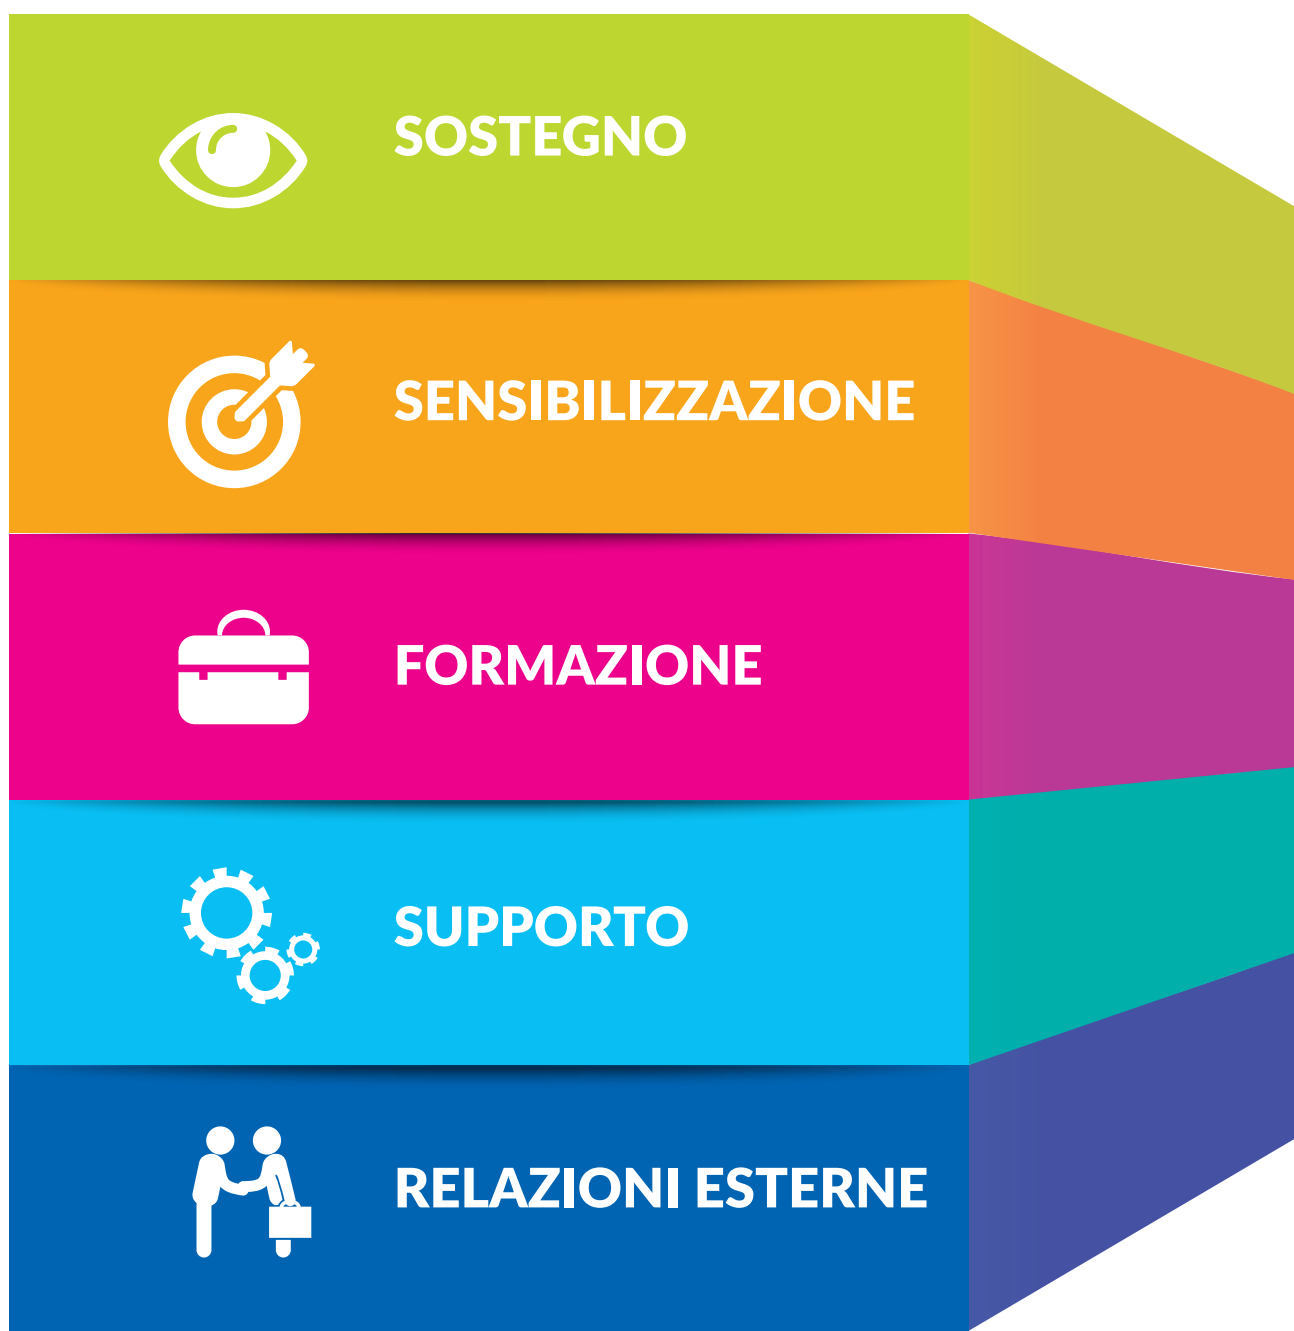 SOSTEGNO
SENSIBILIZZAZIONE
FORMAZIONE
SUPPORTO
RELAZIONI ESTERNE